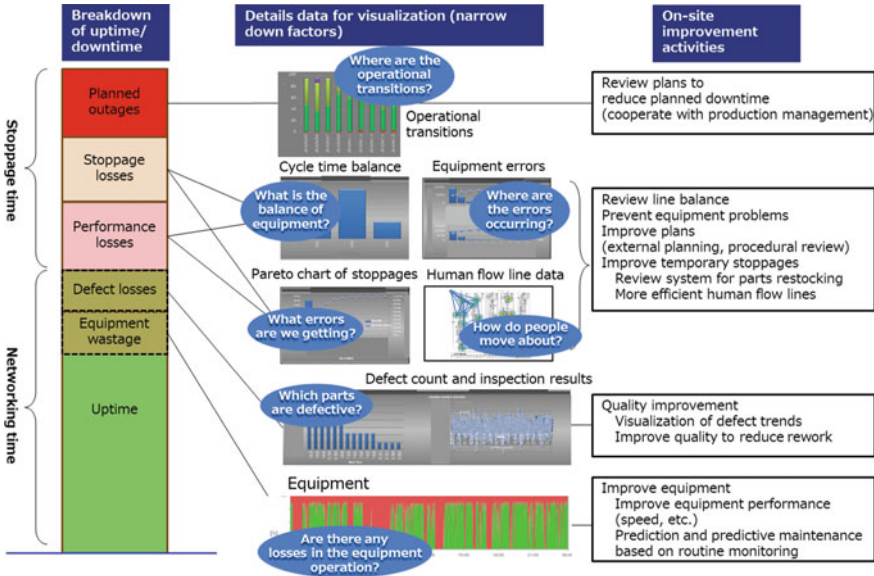 Breakdown
of uptime/
downtime
Details data for visualization (narrow
down factors)
On-site
improvement
activities
Stoppage time
Networking time
Planned
outages
Stoppage
losses
Performance
losses
Defect losses
Equipment
wastage
Uptime
Where are the
operational
transitions?
Operational
transitions
Cycle time balance
What is the
balance of
equipment?
Equipment errors
Where are
the errors
occurring?
Pareto chart of stoppages
What errors
are we getting?
Human flow line data
How do people
move about?
Defect count and inspection results
Which parts
are defective?
Equipment
Are there any
losses in the equipment
operation?
Review plans to
reduce planned downtime
(cooperate with production management)
Review line balance
Prevent equipment problems
Improve plans
(external planning, procedural review)
Improve temporary stoppages
Review system for parts restocking
More efficient human flow lines
Quality improvement
Visualization of defect trends
Improve quality to reduce rework
Improve equipment
Improve equipment performance
(speed, etc.)
Prediction and predictive maintenance
based on routine monitoring